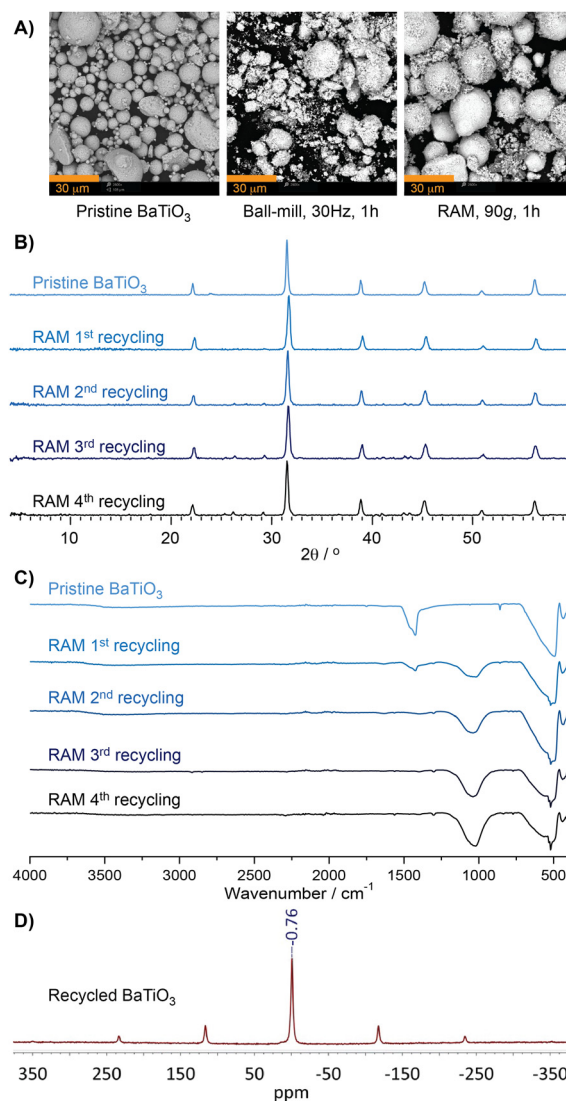 A)
30 μm 30 μm 30 μm
Pristine BaTiO3 Ball-mill, 30Hz, 1h RAM, 90g, 1h
B)
Pristine BaTiO3
RAM 1st recycling
RAM 2nd recycling
RAM 3rd recycling
RAM 4th recycling
10 20 30 40 50
2θ / °
C)
Pristine BaTiO3
RAM 1st recycling
RAM 2nd recycling
RAM 3rd recycling
RAM 4th recycling
4000 3500 3000 2500 2000 1500 1000 500
Wavenumber / cm-1
D)
-0.76
Recycled BaTiO3
350 250 150 50 -50 -150 -250 -350
ppm